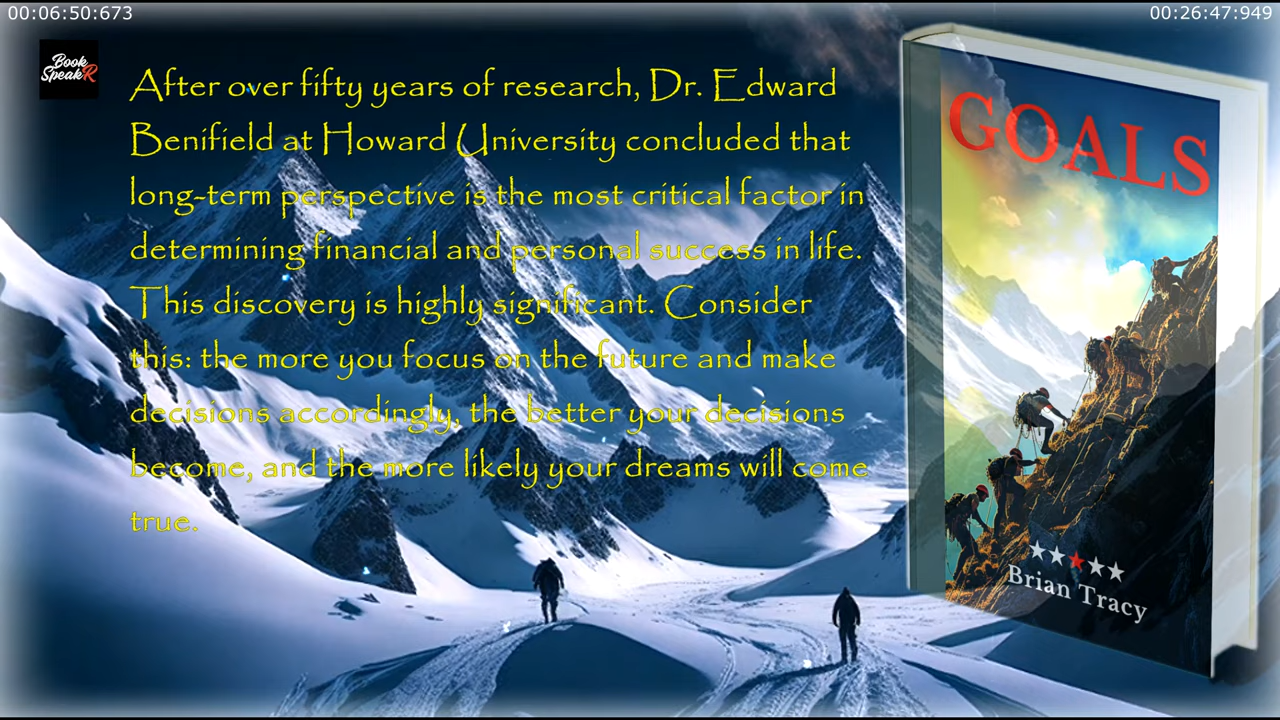 00:06:50:673
00:26:47:949
Book
SpeakR
After over fifty years of research, Dr. Edward
Benifield at Howard University concluded that
long-term perspective is the most critical factor in
determining financial and personal success in life.
This discovery is highly significant. Consider
this: the more you focus on the future and make
decisions accordingly, the better your decisions
become, and the more likely your dreams will come
true.
GOALS
Brian Tracy